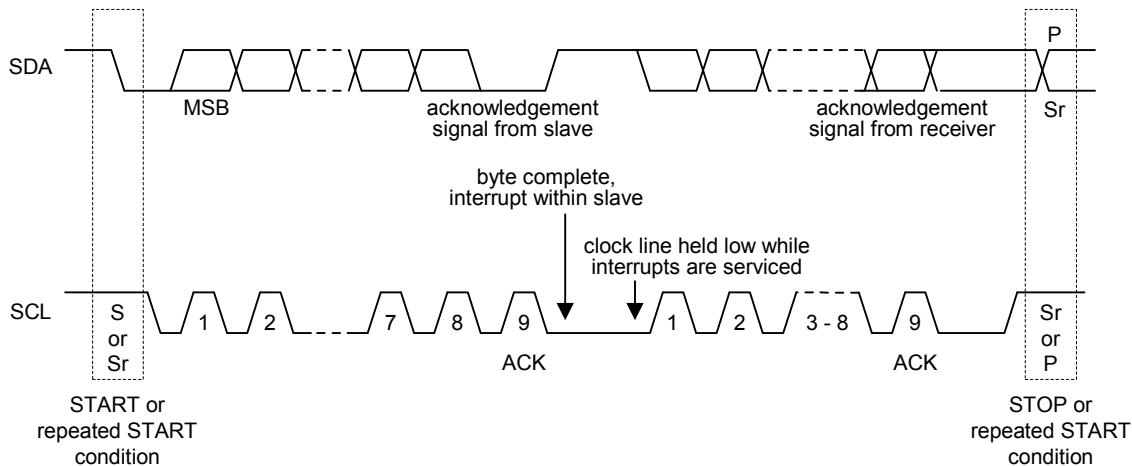 P
SDA
MSB
acknowledgement
signal from slave
acknowledgement
signal from receiver
Sr
byte complete,
interrupt within slave
clock line held low while
interrupts are serviced
SCL
S
or
Sr
1
2
7
8
9
1
2
3 - 8
9
Sr
or
P
ACK
ACK
START or
repeated START
condition
STOP or
repeated START
condition